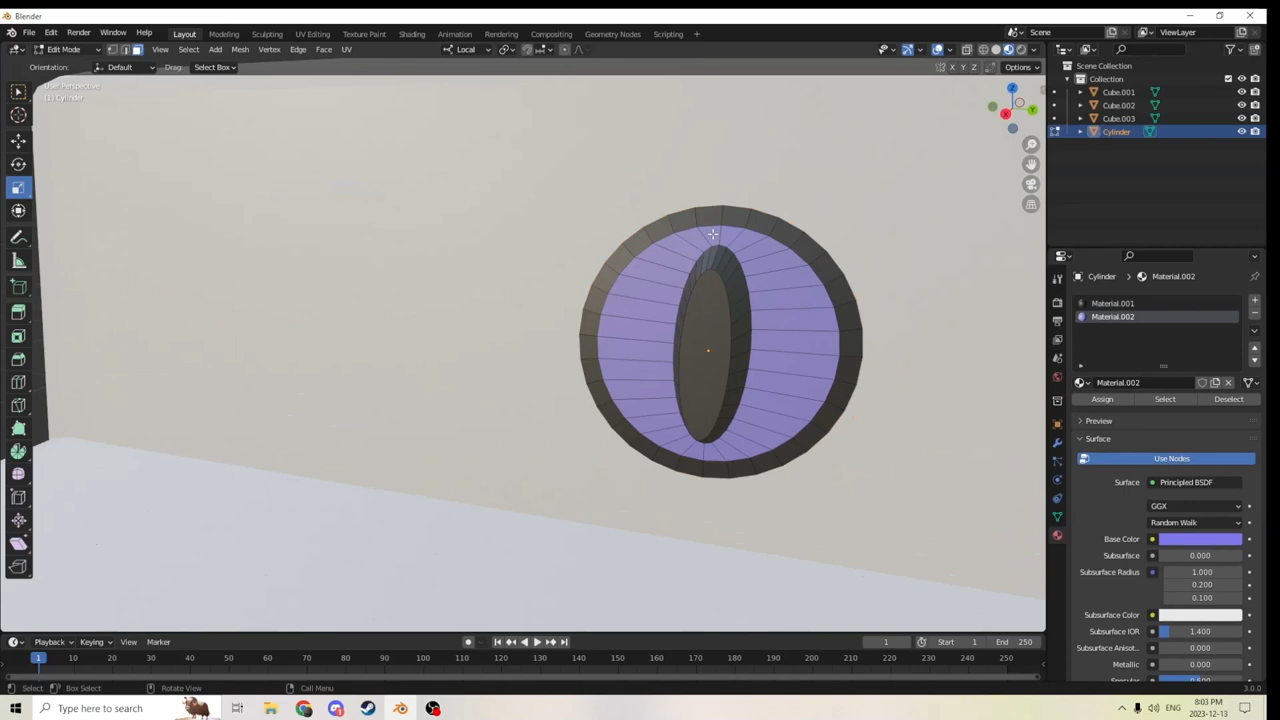 Blender
File Edit Render Window Help Layout Modeling Sculpting UV Editing Texture Paint Shading Animation Rendering Compositing Geometry Nodes Scripting Scene ViewLayer
Edit Mode View Select Add Mesh Vertex Edge Face UV Local
Orientation: Default Drag: Select Box X Y Z Options
Scene Collection
Collection
Cube.001
Cube.002
Cube.003
Cylinder
User Perspective
(1) Cylinder
Z
X
Y
Cylinder Material.002
Material.001
Material.002
Material.002
Assign Select Deselect
Preview
Surface
Use Nodes
Surface Principled BSDF
GGX
Random Walk
Base Color
Subsurface 0.000
Subsurface Radius 1.000
0.200
0.100
Subsurface Color
Subsurface IOR 1.400
Subsurface Anisot... 0.000
Metallic 0.000
Specular 0.500
Playback Keying View Marker 1 Start 1 End 250
1 10 20 30 40 50 60 70 80 90 100 110 120 130 140 150 160 170 180 190 200 210 220 230 240 250
Select Box Select Rotate View Call Menu 3.0.0
Type here to search ENG 8:03 PM
2023-12-13